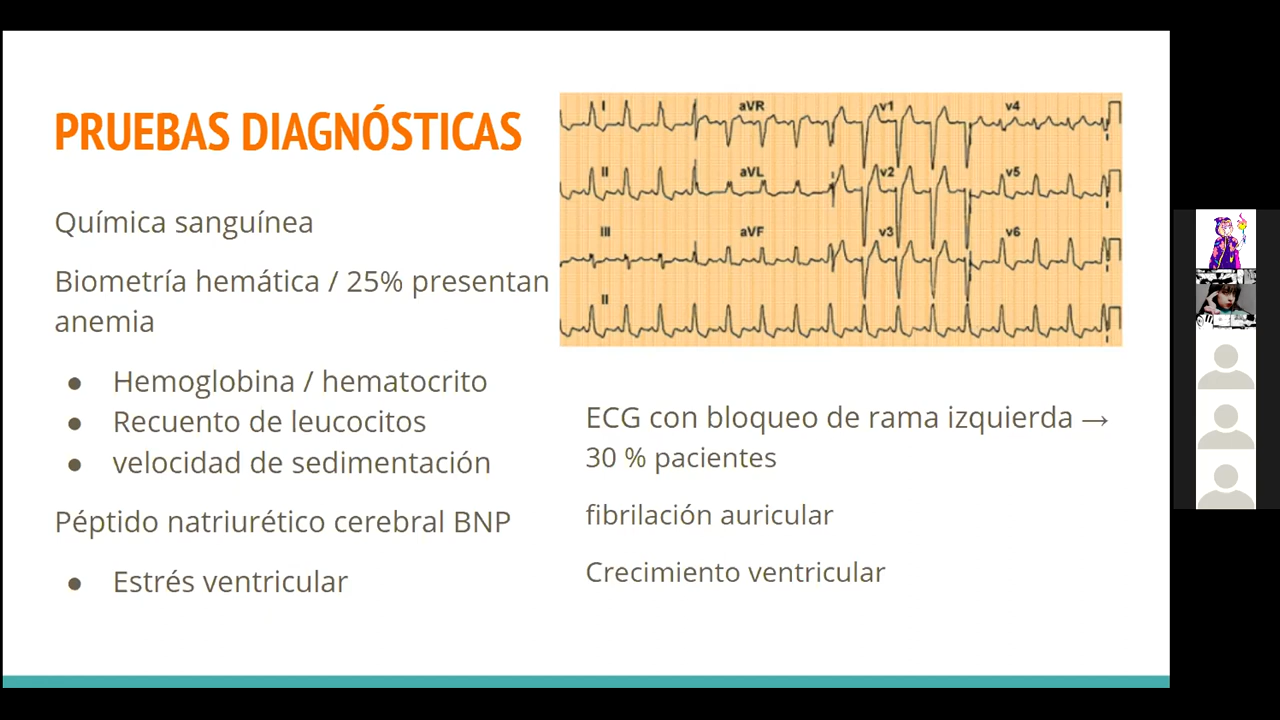 PRUEBAS DIAGNÓSTICAS
Química sanguínea
Biometría hemática / 25% presentan
anemia
● Hemoglobina / hematocrito
● Recuento de leucocitos
● velocidad de sedimentación
Péptido natriurético cerebral BNP
● Estrés ventricular
I aVR v1 v4
II aVL v2 v5
III aVF v3 v6
II
ECG con bloqueo de rama izquierda →
30 % pacientes
fibrilación auricular
Crecimiento ventricular